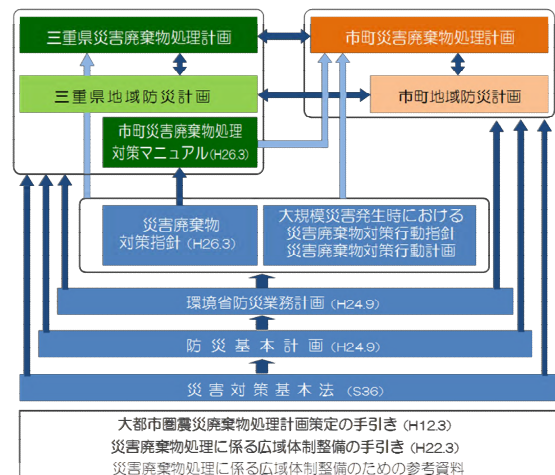 三重県災害廃棄物処理計画
市町災害廃棄物処理計画
三重県地域防災計画
市町地域防災計画
市町災害廃棄物処理
対策マニュアル(H26.3)
災害廃棄物
対策指針(H26.3)
大規模災害発生時における
災害廃棄物対策行動指針
災害廃棄物対策行動計画
環境省防災業務計画(H24.9)
防災基本計画(H24.9)
災害対策基本法(S36)
大都市圏震災廃棄物処理計画策定の手引き(H12.3)
災害廃棄物処理に係る広域体制整備の手引き(H22.3)
災害廃棄物処理に係る広域体制整備のための参考資料